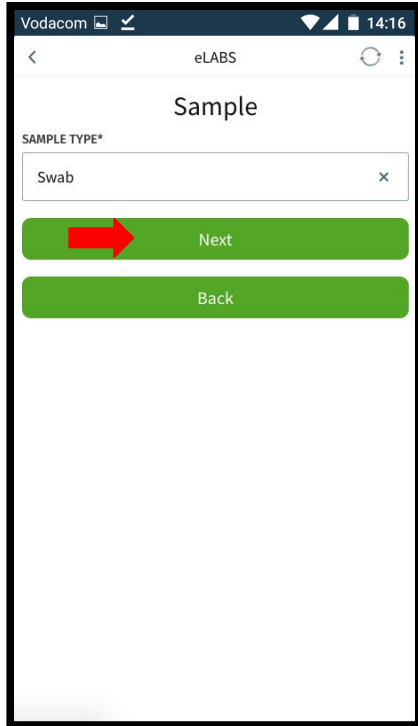 Vodacom 14:16
eLABS
Sample
SAMPLE TYPE*
Swab ×
Next
Back